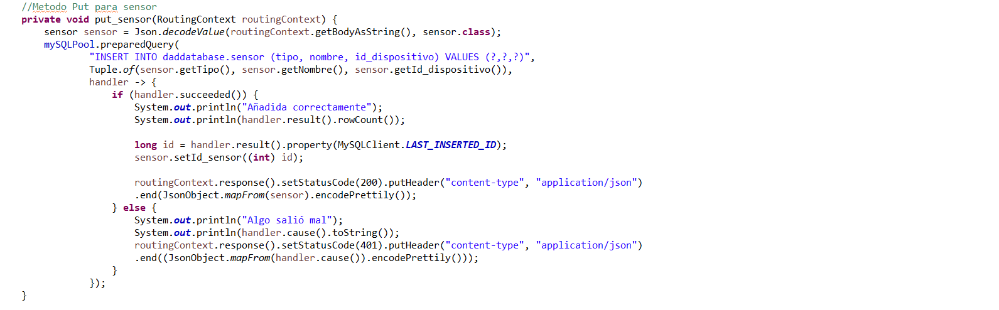 //Metodo Put para sensor
private void put_sensor(RoutingContext routingContext) {
    sensor sensor = Json.decodeValue(routingContext.getBodyAsString(), sensor.class);
    mySQLPool.preparedQuery(
            "INSERT INTO daddatabase.sensor (tipo, nombre, id_dispositivo) VALUES (?,?,?)",
            Tuple.of(sensor.getTipo(), sensor.getNombre(), sensor.getId_dispositivo()),
            handler -> {
                if (handler.succeeded()) {
                    System.out.println("Añadida correctamente");
                    System.out.println(handler.result().rowCount());

                    long id = handler.result().property(MySQLClient.LAST_INSERTED_ID);
                    sensor.setId_sensor((int) id);

                    routingContext.response().setStatusCode(200).putHeader("content-type", "application/json")
                    .end(JsonObject.mapFrom(sensor).encodePrettily());
                } else {
                    System.out.println("Algo salió mal");
                    System.out.println(handler.cause().toString());
                    routingContext.response().setStatusCode(401).putHeader("content-type", "application/json")
                    .end((JsonObject.mapFrom(handler.cause()).encodePrettily()));
                }
            });
}